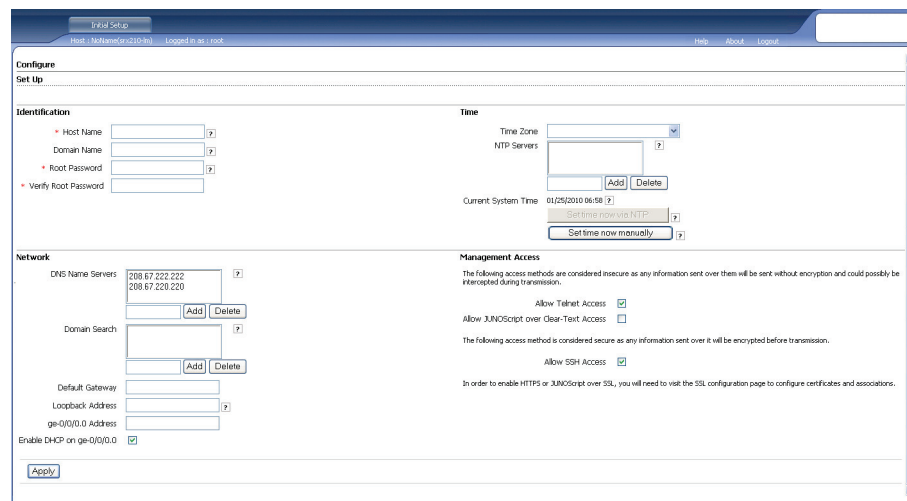 Initial Setup
Host : NoName(srx210-lm) Logged in as : root
Help About Logout
Configure
Set Up
Identification
* Host Name ?
Domain Name ?
* Root Password ?
* Verify Root Password
Time
Time Zone
NTP Servers ?
Add Delete
Current System Time 01/25/2010 06:58 ?
Set time now via NTP ?
Set time now manually ?
Network
DNS Name Servers ?
208.67.222.222
208.67.220.220
Add Delete
Domain Search ?
Add Delete
Default Gateway
Loopback Address ?
ge-0/0/0.0 Address
Enable DHCP on ge-0/0/0.0
Management Access
The following access methods are considered insecure as any information sent over them will be sent without encryption and could possibly be
intercepted during transmission.
Allow Telnet Access
Allow JUNOScript over Clear-Text Access
The following access method is considered secure as any information sent over it will be encrypted before transmission.
Allow SSH Access
In order to enable HTTPS or JUNOScript over SSL, you will need to visit the SSL configuration page to configure certificates and associations.
Apply